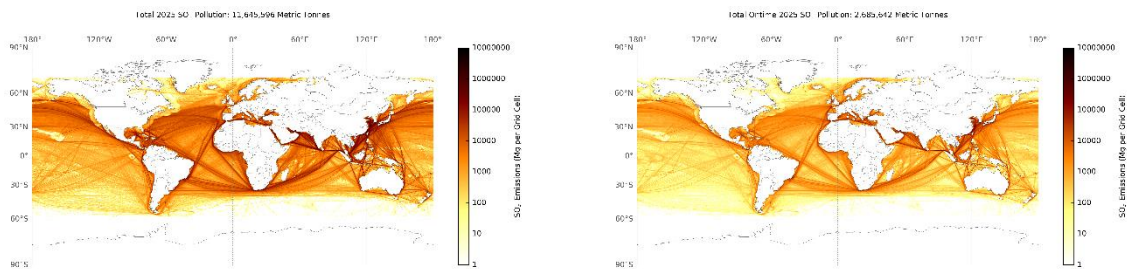 Total 2025 SO Pollution: 11,645,596 Metric Tonnes
180° 120°W 60°W 0° 60°E 120°E 180°
90°N
60°N
30°N
0°
30°S
60°S
90°S
10000000
1000000
100000
10000
1000
100
10
1
SO₂ Emissions (Mg per Grid Cell)
Total Ontime 2025 SO Pollution: 2,685,642 Metric Tonnes
180° 120°W 60°W 0° 60°E 120°E 180°
90°N
60°N
30°N
0°
30°S
60°S
90°S
10000000
1000000
100000
10000
1000
100
10
1
SO₂ Emissions (Mg per Grid Cell)